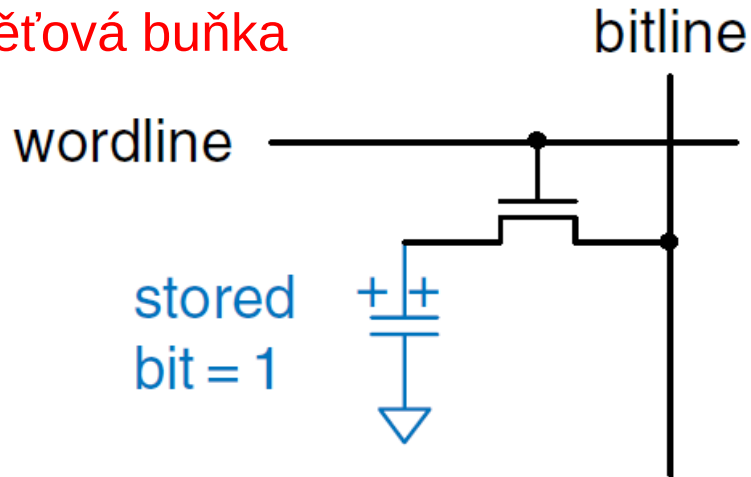 ěťová buňka
bitline
wordline
+ +
stored
bit = 1